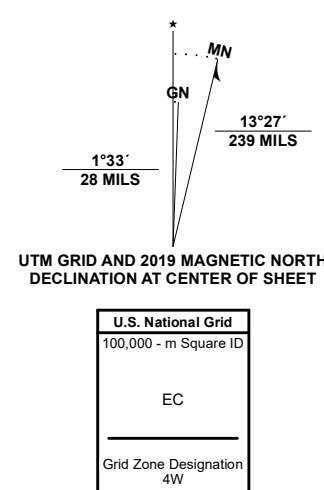 ★
MN
GN
13°27´
239 MILS
1°33´
28 MILS
UTM GRID AND 2019 MAGNETIC NORTH
DECLINATION AT CENTER OF SHEET
U.S. National Grid
100,000 - m Square ID
EC
Grid Zone Designation
4W